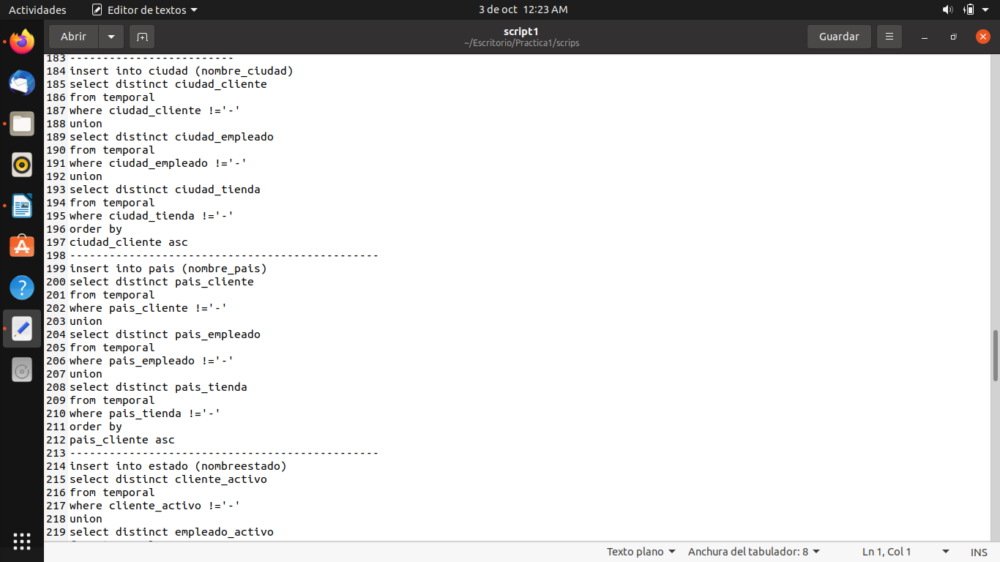 Actividades
Editor de textos
3 de oct 12:23 AM
Abrir
script1
~/Escritorio/Practica1/scrips
Guardar
183 -------------------------
184 insert into ciudad (nombre_ciudad)
185 select distinct ciudad_cliente
186 from temporal
187 where ciudad_cliente !='-'
188 union
189 select distinct ciudad_empleado
190 from temporal
191 where ciudad_empleado !='-'
192 union
193 select distinct ciudad_tienda
194 from temporal
195 where ciudad_tienda !='-'
196 order by
197 ciudad_cliente asc
198 -----------------------------------------------
199 insert into pais (nombre_pais)
200 select distinct pais_cliente
201 from temporal
202 where pais_cliente !='-'
203 union
204 select distinct pais_empleado
205 from temporal
206 where pais_empleado !='-'
207 union
208 select distinct pais_tienda
209 from temporal
210 where pais_tienda !='-'
211 order by
212 pais_cliente asc
213 -----------------------------------------------
214 insert into estado (nombreestado)
215 select distinct cliente_activo
216 from temporal
217 where cliente_activo !='-'
218 union
219 select distinct empleado_activo
Texto plano
Anchura del tabulador: 8
Ln 1, Col 1
INS